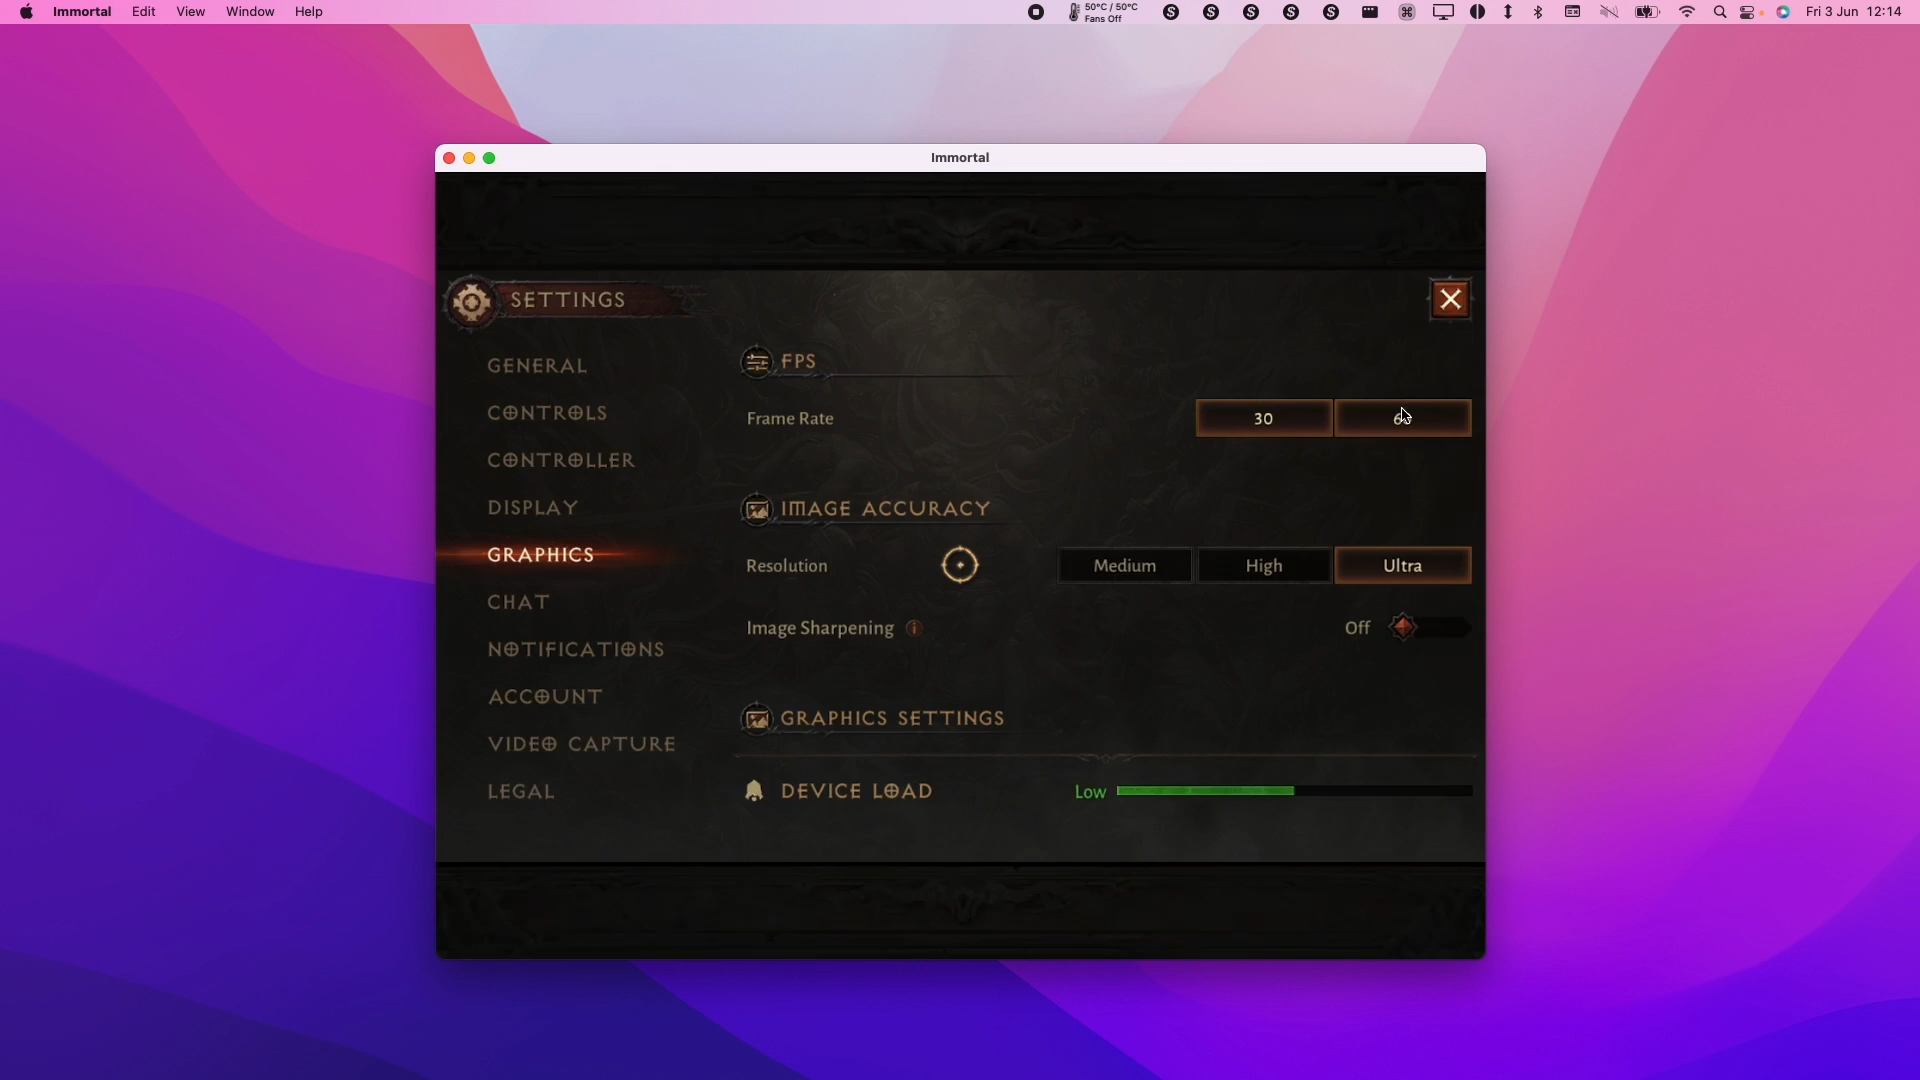 Immortal Edit View Window Help
50°C / 50°C
Fans Off
Fri 3 Jun 12:14
Immortal
SETTINGS
GENERAL
CONTROLS
CONTROLLER
DISPLAY
GRAPHICS
CHAT
NOTIFICATIONS
ACCOUNT
VIDEO CAPTURE
LEGAL
FPS
Frame Rate 30
IMAGE ACCURACY
Resolution Medium High Ultra
Image Sharpening Off
GRAPHICS SETTINGS
DEVICE LOAD Low